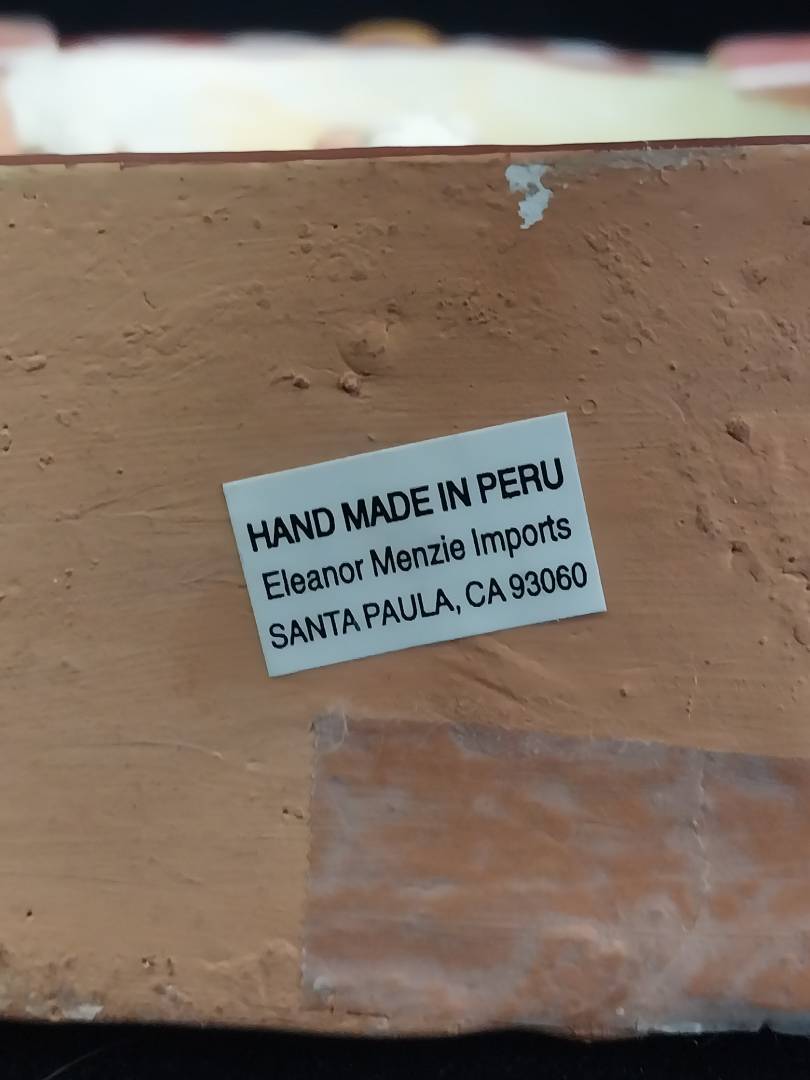 HAND MADE IN PERU
Eleanor Menzie Imports
SANTA PAULA, CA 93060